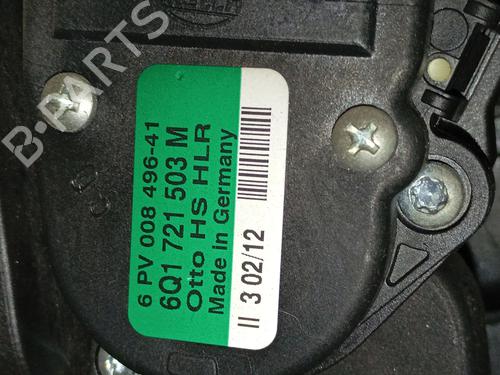 B-PARTS
6 PV 008 496-41
6Q1 721 503 M
Otto HS HLR
Made in Germany
II 3 02/12